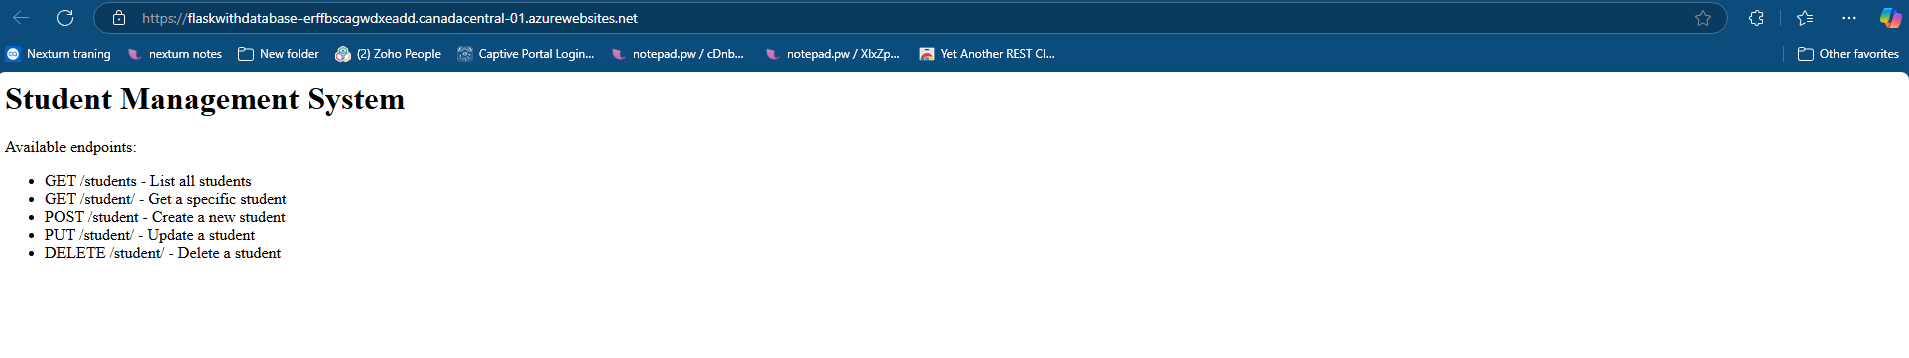 https://flaskwithdatabase-erffbscagwdxeadd.canadacentral-01.azurewebsites.net
Nexturn traning nexturn notes New folder (2) Zoho People Captive Portal Login... notepad.pw / cDnb... notepad.pw / XlxZp... Yet Another REST Cl... Other favorites
Student Management System
Available endpoints:
• GET /students - List all students
• GET /student/ - Get a specific student
• POST /student - Create a new student
• PUT /student/ - Update a student
• DELETE /student/ - Delete a student